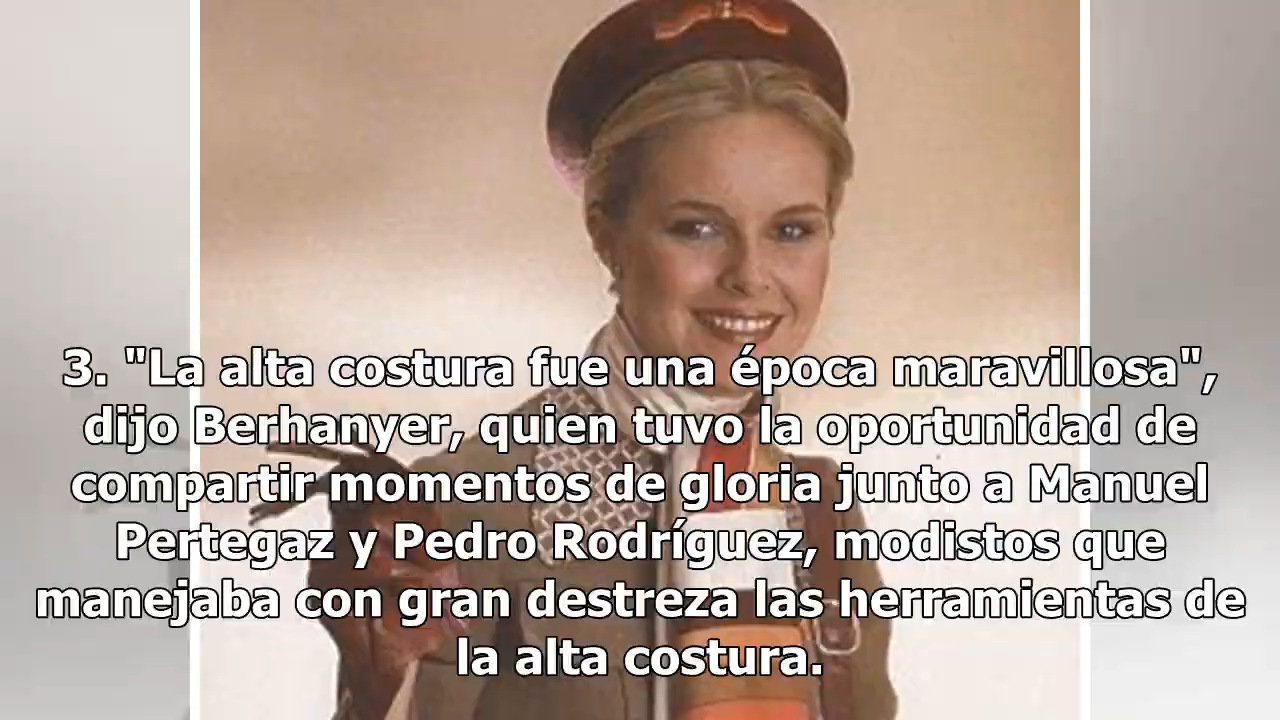 3. "La alta costura fue una época maravillosa",
dijo Berhanyer, quien tuvo la oportunidad de
compartir momentos de gloria junto a Manuel
Pertegaz y Pedro Rodríguez, modistos que
manejaba con gran destreza las herramientas de
la alta costura.